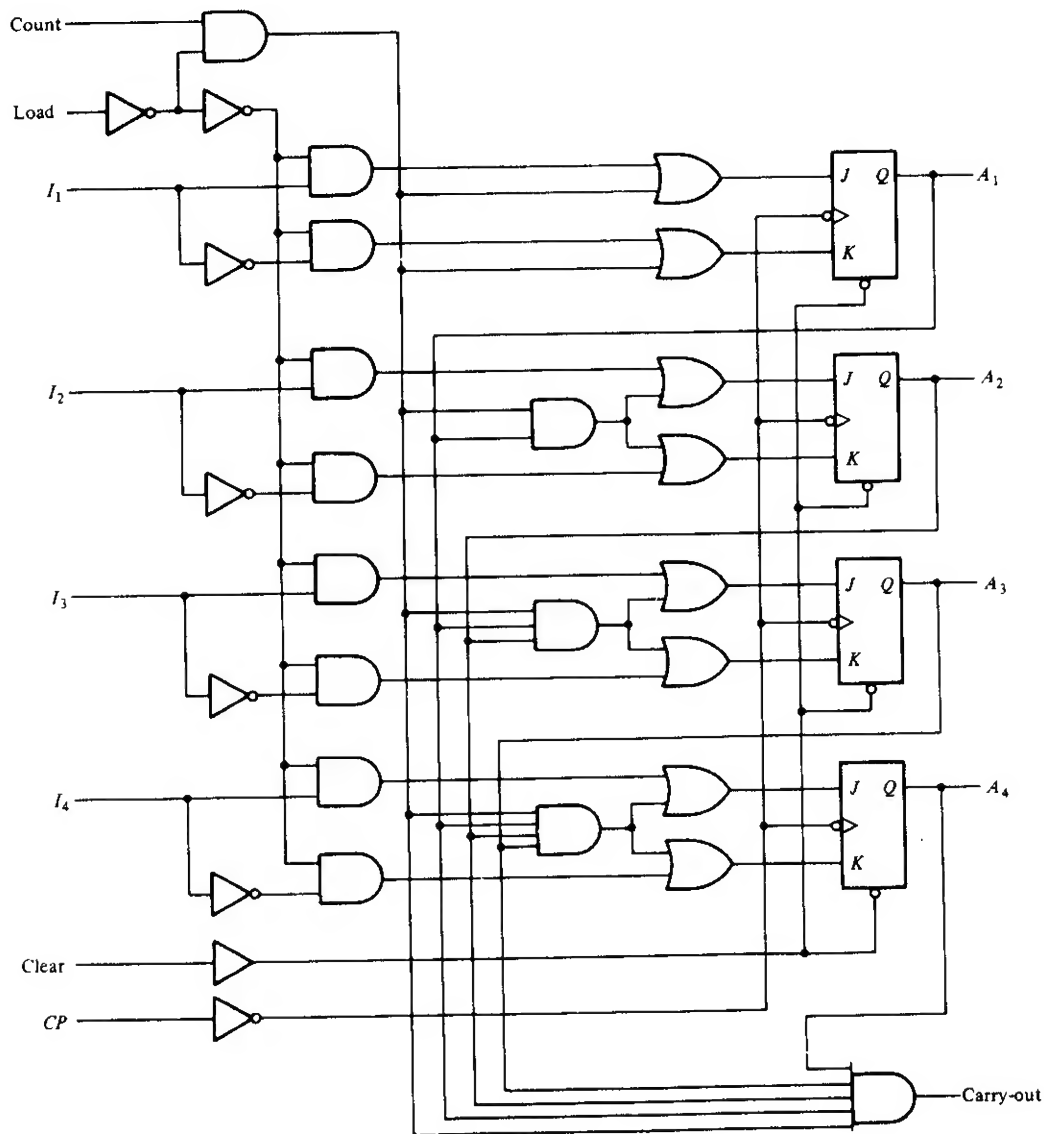 Count
Load
I₁
J Q A₁
K
I₂
J Q A₂
K
I₃
J Q A₃
K
I₄
J Q A₄
K
Clear
CP
Carry-out